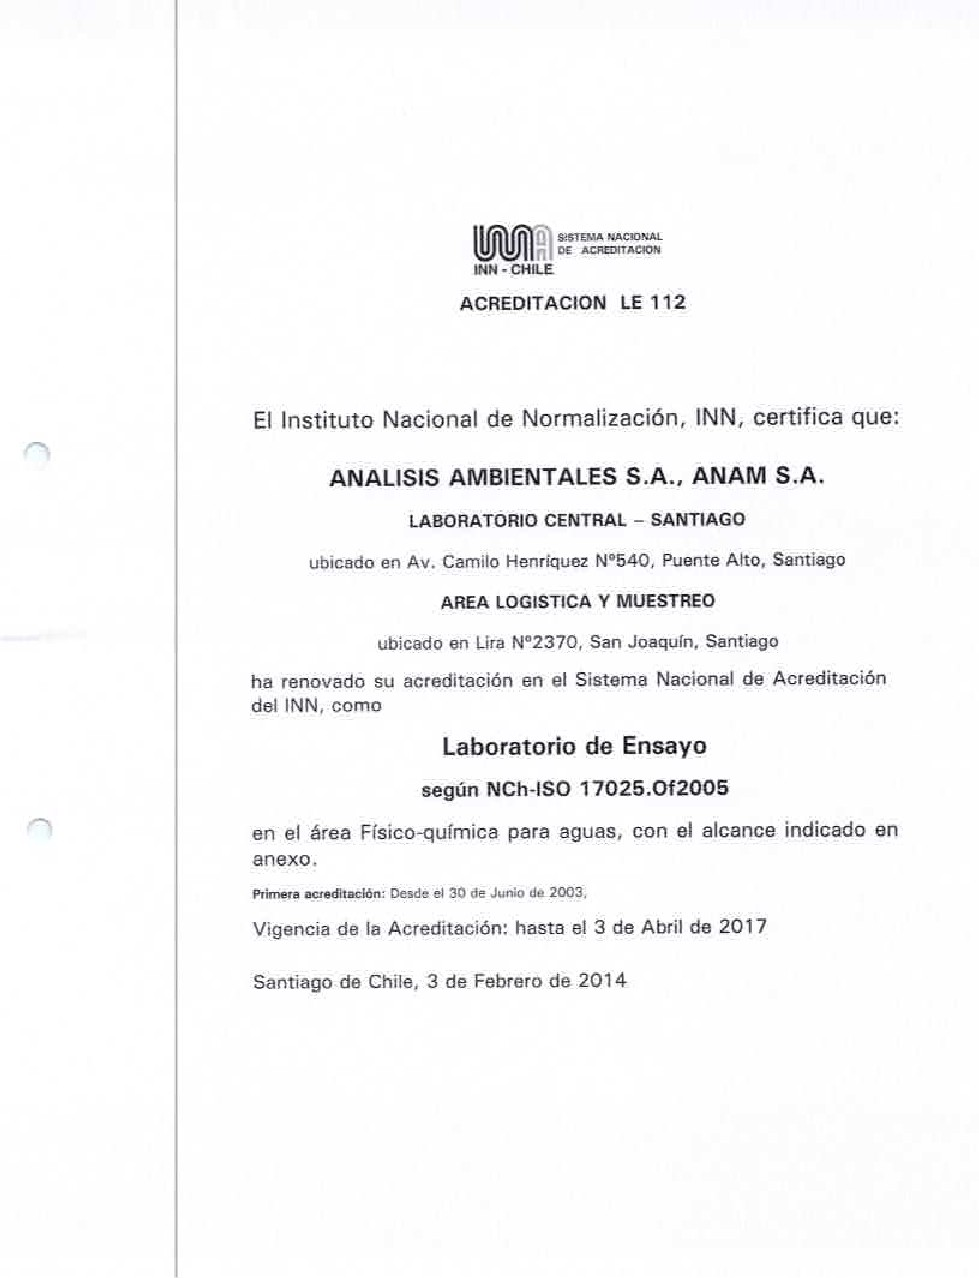 SISTEMA NACIONAL
DE ACREDITACION
INN - CHILE
ACREDITACION LE 112
El Instituto Nacional de Normalización, INN, certifica que:
ANALISIS AMBIENTALES S.A., ANAM S.A.
LABORATORIO CENTRAL – SANTIAGO
ubicado en Av. Camilo Henríquez N°540, Puente Alto, Santiago
AREA LOGISTICA Y MUESTREO
ubicado en Lira N°2370, San Joaquín, Santiago
ha renovado su acreditación en el Sistema Nacional de Acreditación
del INN, como
Laboratorio de Ensayo
según NCh-ISO 17025.Of2005
en el área Físico-química para aguas, con el alcance indicado en
anexo.
Primera acreditación: Desde el 30 de Junio de 2003.
Vigencia de la Acreditación: hasta el 3 de Abril de 2017
Santiago de Chile, 3 de Febrero de 2014